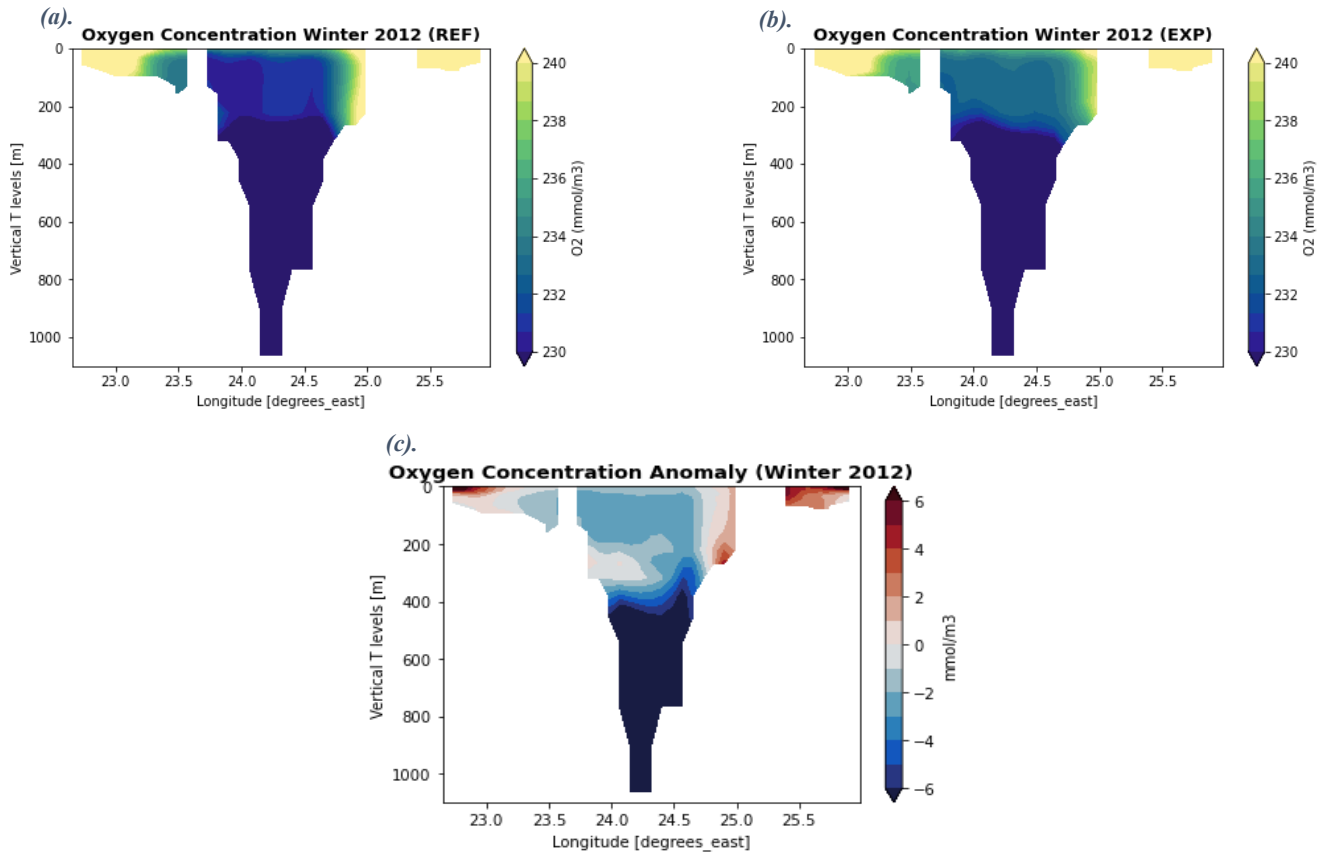 (a).
Oxygen Concentration Winter 2012 (REF)
0
200
400
600
800
1000
Vertical T levels [m]
23.0 23.5 24.0 24.5 25.0 25.5
Longitude [degrees_east]
240
238
236
234
232
230
O2 (mmol/m3)
(b).
Oxygen Concentration Winter 2012 (EXP)
0
200
400
600
800
1000
Vertical T levels [m]
23.0 23.5 24.0 24.5 25.0 25.5
Longitude [degrees_east]
240
238
236
234
232
230
O2 (mmol/m3)
(c).
Oxygen Concentration Anomaly (Winter 2012)
0
200
400
600
800
1000
Vertical T levels [m]
23.0 23.5 24.0 24.5 25.0 25.5
Longitude [degrees_east]
6
4
2
0
−2
−4
−6
mmol/m3